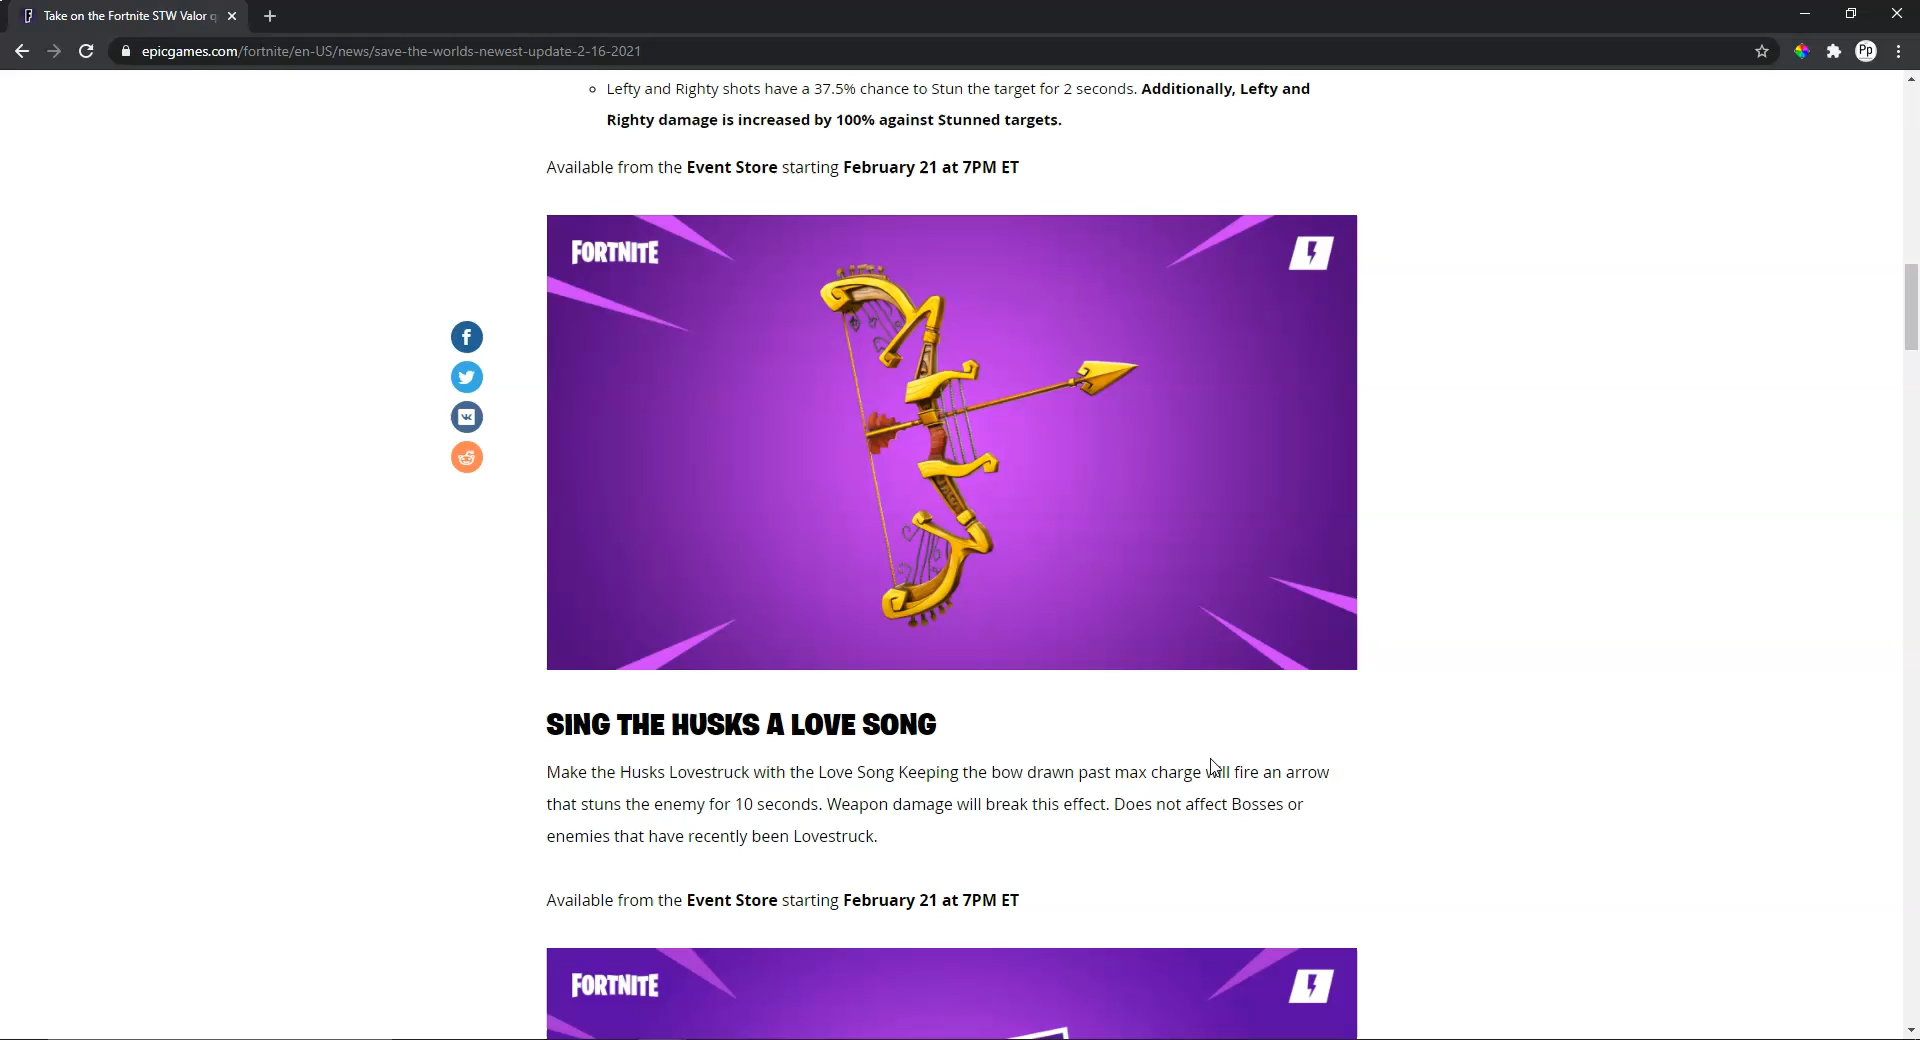 Take on the Fortnite STW Valor q
epicgames.com/fortnite/en-US/news/save-the-worlds-newest-update-2-16-2021
Pp
Lefty and Righty shots have a 37.5% chance to Stun the target for 2 seconds. Additionally, Lefty and
Righty damage is increased by 100% against Stunned targets.
Available from the Event Store starting February 21 at 7PM ET
FORTNITE
SING THE HUSKS A LOVE SONG
Make the Husks Lovestruck with the Love Song Keeping the bow drawn past max charge will fire an arrow
that stuns the enemy for 10 seconds. Weapon damage will break this effect. Does not affect Bosses or
enemies that have recently been Lovestruck.
Available from the Event Store starting February 21 at 7PM ET
FORTNITE